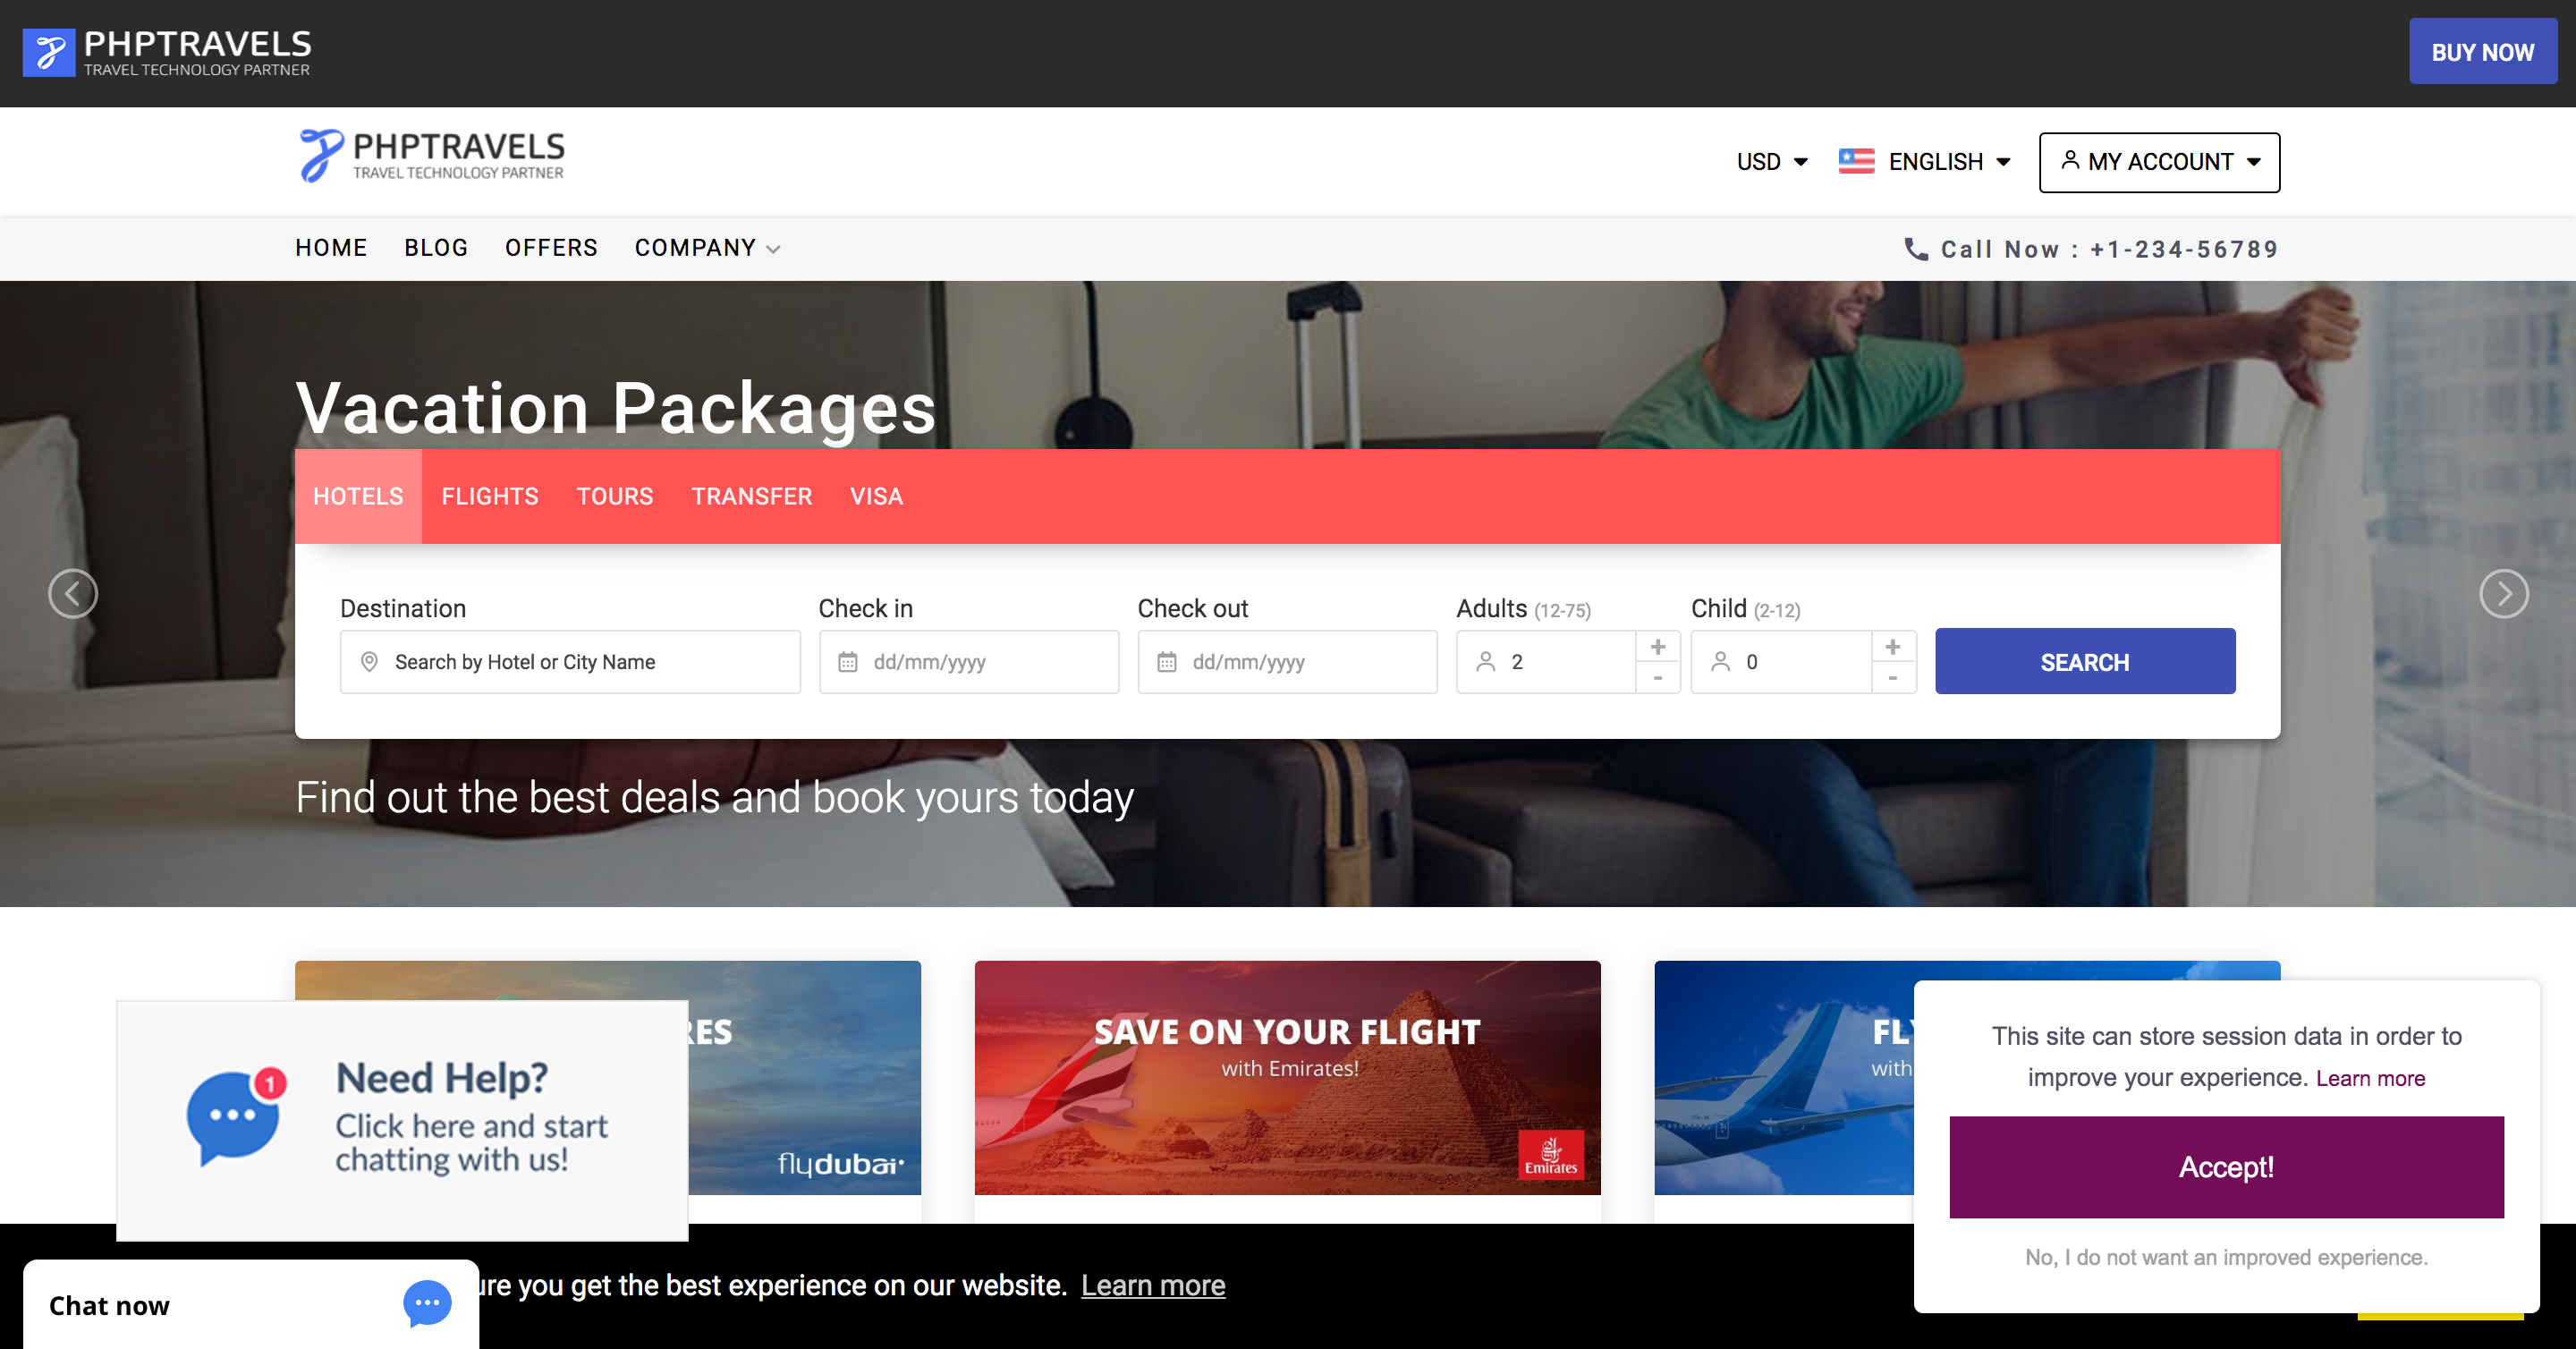 PHPTRAVELS
TRAVEL TECHNOLOGY PARTNER
BUY NOW
PHPTRAVELS
TRAVEL TECHNOLOGY PARTNER
USD
ENGLISH
MY ACCOUNT
HOME BLOG OFFERS COMPANY
Call Now : +1-234-56789
Vacation Packages
HOTELS FLIGHTS TOURS TRANSFER VISA
Destination Check in Check out Adults (12-75) Child (2-12)
Search by Hotel or City Name dd/mm/yyyy dd/mm/yyyy 2 + - 0 + - SEARCH
Find out the best deals and book yours today
RES
flydubai
SAVE ON YOUR FLIGHT
with Emirates!
Emirates
FL
with
Need Help?
Click here and start
chatting with us!
1
This site can store session data in order to
improve your experience. Learn more
Accept!
No, I do not want an improved experience.
ure you get the best experience on our website. Learn more
Chat now